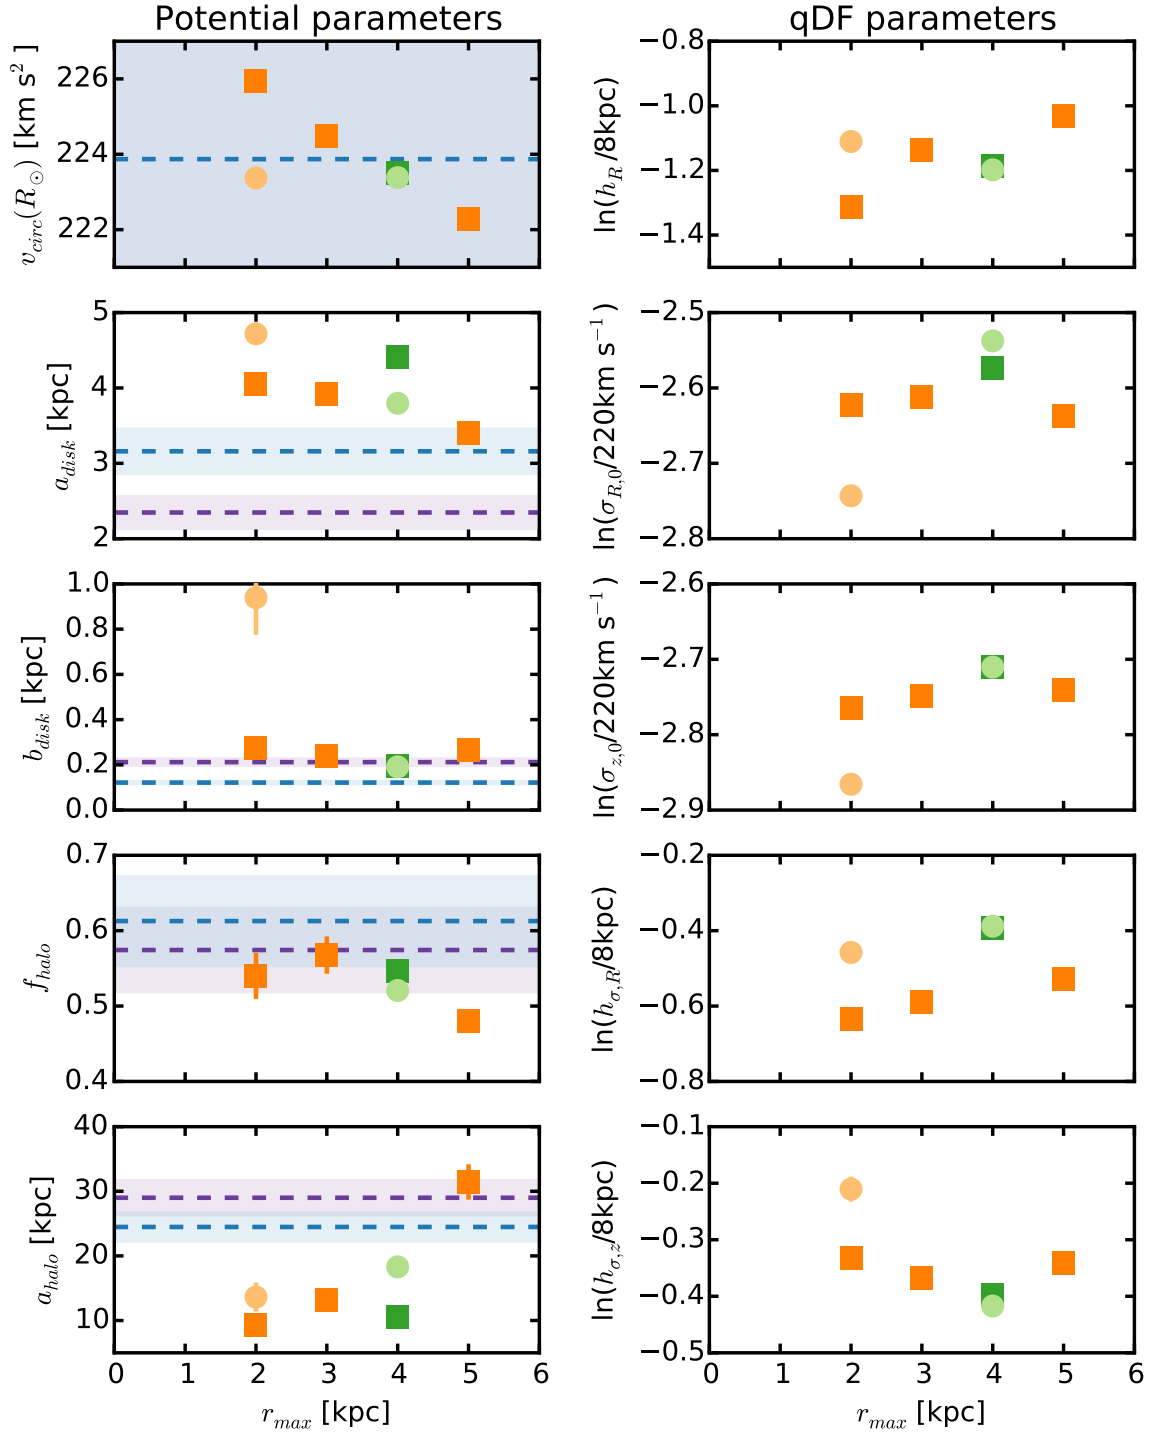 Potential parameters
qDF parameters
v_circ(R_⊙) [km s²]
226
224
222
ln(h_R/8kpc)
−0.8
−1.0
−1.2
−1.4
a_disk [kpc]
5
4
3
2
ln(σ_R,0/220km s⁻¹)
−2.5
−2.6
−2.7
−2.8
b_disk [kpc]
1.0
0.8
0.6
0.4
0.2
0.0
ln(σ_z,0/220km s⁻¹)
−2.6
−2.7
−2.8
−2.9
f_halo
0.7
0.6
0.5
0.4
ln(h_σ,R/8kpc)
−0.2
−0.4
−0.6
−0.8
a_halo [kpc]
40
30
20
10
ln(h_σ,z/8kpc)
−0.1
−0.2
−0.3
−0.4
−0.5
0 1 2 3 4 5 6
0 1 2 3 4 5 6
r_max [kpc]
r_max [kpc]